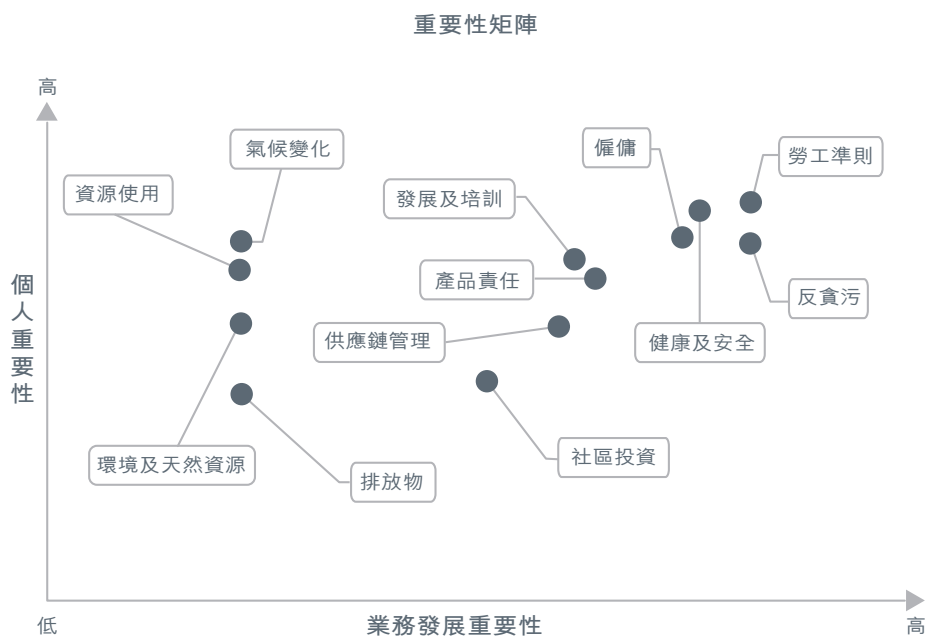 重要性矩陣
高
氣候變化
僱傭
勞工準則
資源使用
發展及培訓
產品責任
個人重要性
反貪污
供應鏈管理
健康及安全
環境及天然資源
社區投資
排放物
低
業務發展重要性
高